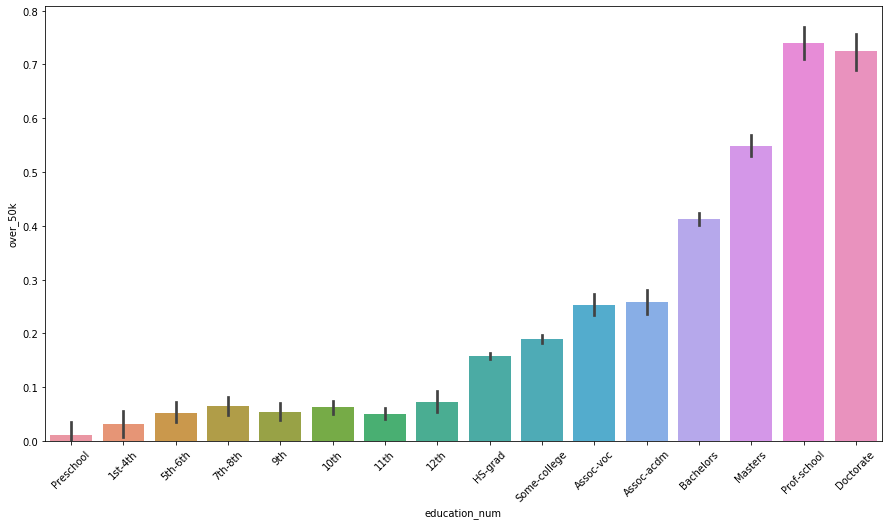 0.8
0.7
0.6
0.5
0.4
0.3
0.2
0.1
0.0
over_50k
Preschool
1st-4th
5th-6th
7th-8th
9th
10th
11th
12th
HS-grad
Some-college
Assoc-voc
Assoc-acdm
Bachelors
Masters
Prof-school
Doctorate
education_num